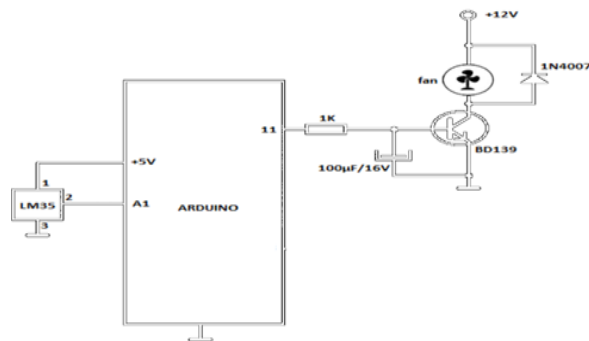 +12V
1N4007
fan
1K
11
BD139
+5V
100µF/16V
1
LM35
2
A1
ARDUINO
3